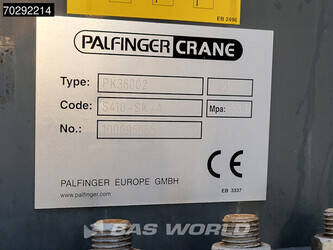 70292214
EB 2496
PALFINGER CRANE
Type: PK36002
Code: Mpa:
No.:
PALFINGER EUROPE GMBH
www.palfinger.com
CE
EB 3337
BAS WORLD